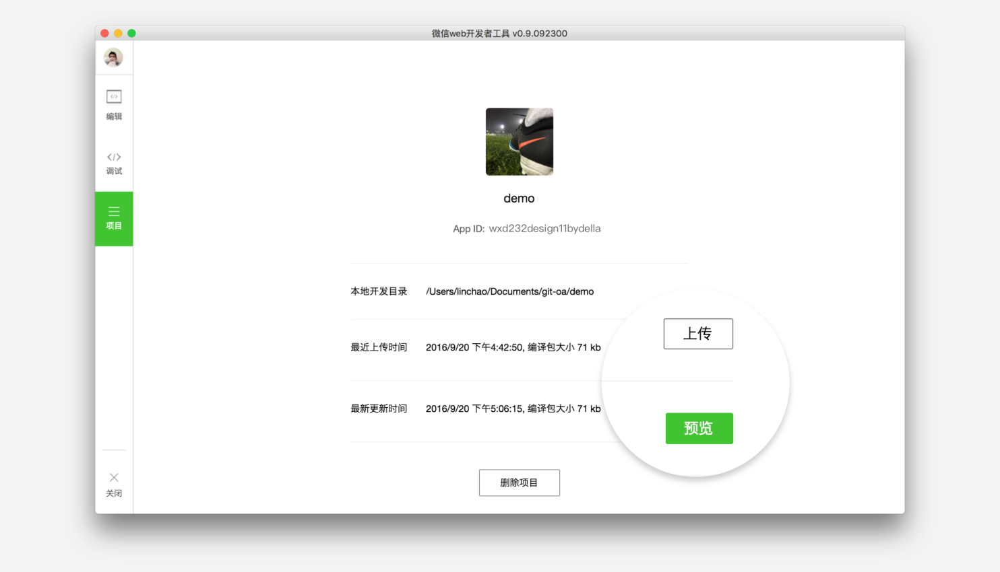 微信web开发者工具 v0.9.092300
编辑
调试
项目
关闭
demo
App ID: wxd232design11bydella
本地开发目录 /Users/linchao/Documents/git-oa/demo
最近上传时间 2016/9/20 下午4:42:50, 编译包大小 71 kb
上传
最新更新时间 2016/9/20 下午5:06:15, 编译包大小 71 kb
预览
删除项目